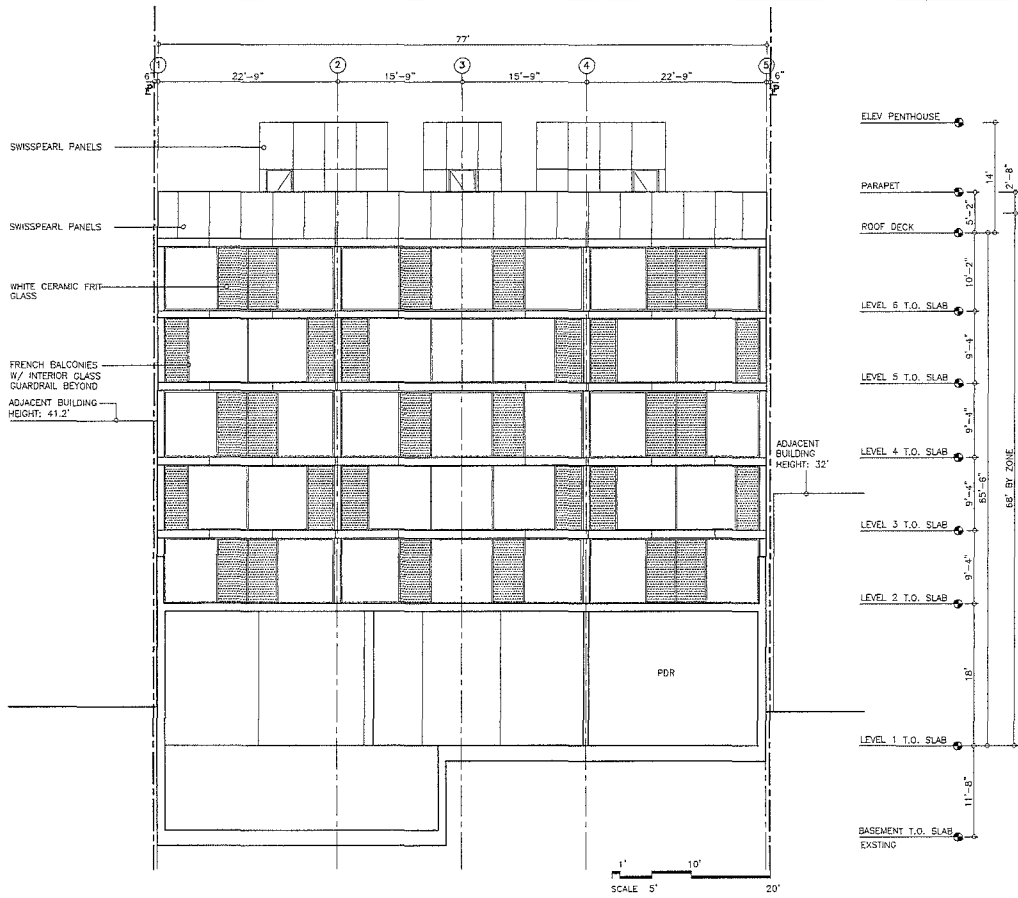 77'
1 2 3 4 5
6" 22'-9" 15'-9" 15'-9" 22'-9" 6"
SWISSPEARL PANELS
SWISSPEARL PANELS
WHITE CERAMIC FRIT
GLASS
FRENCH BALCONIES
W/ INTERIOR GLASS
GUARDRAIL BEYOND
ADJACENT BUILDING
HEIGHT: 41.2'
ADJACENT
BUILDING
HEIGHT: 32'
PDR
ELEV PENTHOUSE
PARAPET
ROOF DECK
LEVEL 6 T.O. SLAB
LEVEL 5 T.O. SLAB
LEVEL 4 T.O. SLAB
LEVEL 3 T.O. SLAB
LEVEL 2 T.O. SLAB
LEVEL 1 T.O. SLAB
BASEMENT T.O. SLAB
EXSTING
14'
2'-8"
5'-2"
10'-2"
9'-4"
9'-4"
9'-4"
9'-4"
18'
11'-8"
65'-6"
68' BY ZONE
1' 10'
SCALE 5' 20'